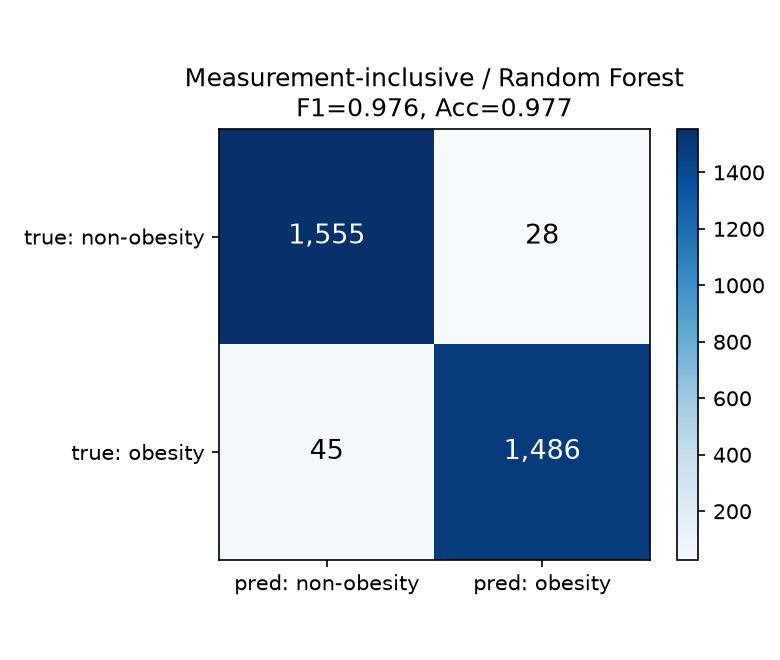 Measurement-inclusive / Random Forest
F1=0.976, Acc=0.977
true: non-obesity
1,555
28
true: obesity
45
1,486
pred: non-obesity
pred: obesity
1400
1200
1000
800
600
400
200